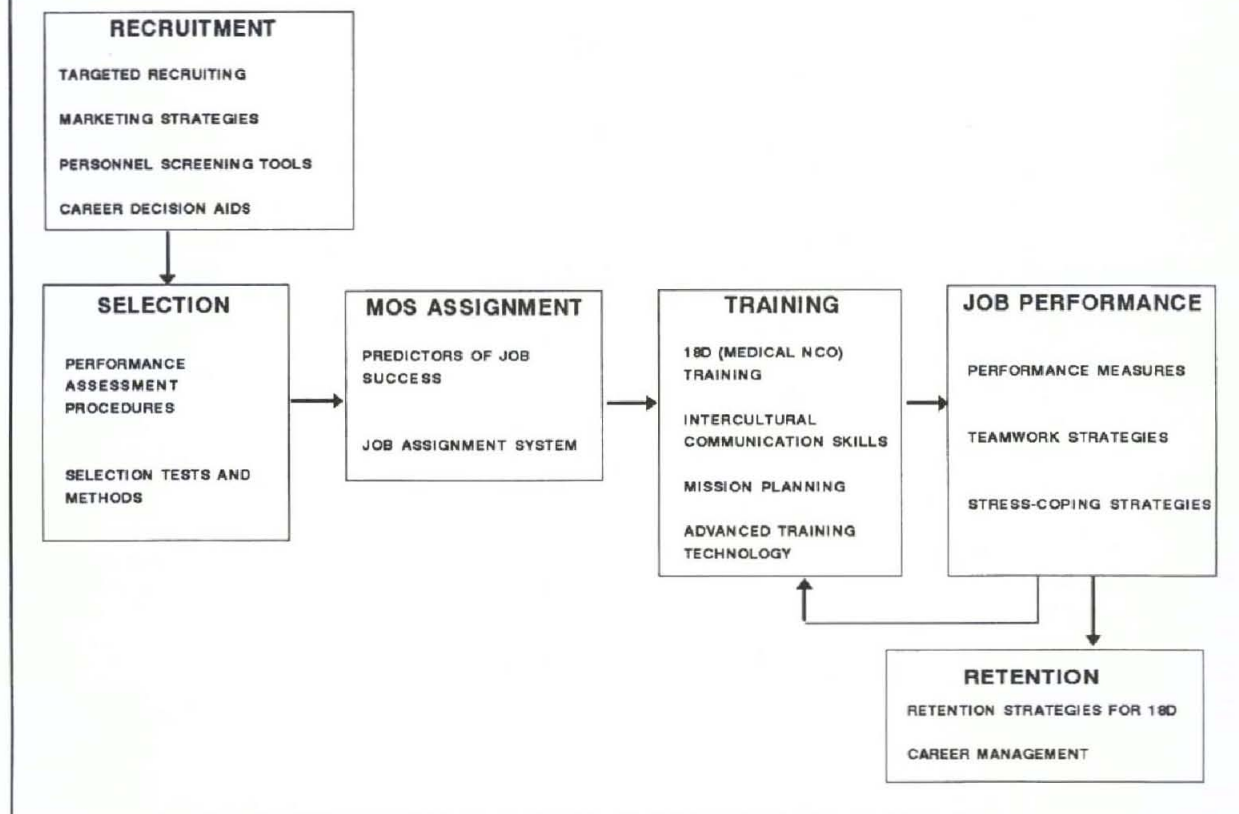 RECRUITMENT
TARGETED RECRUITING
MARKETING STRATEGIES
PERSONNEL SCREENING TOOLS
CAREER DECISION AIDS
SELECTION
PERFORMANCE
ASSESSMENT
PROCEDURES
SELECTION TESTS AND
METHODS
MOS ASSIGNMENT
PREDICTORS OF JOB
SUCCESS
JOB ASSIGNMENT SYSTEM
TRAINING
18D (MEDICAL NCO)
TRAINING
INTERCULTURAL
COMMUNICATION SKILLS
MISSION PLANNING
ADVANCED TRAINING
TECHNOLOGY
JOB PERFORMANCE
PERFORMANCE MEASURES
TEAMWORK STRATEGIES
STRESS-COPING STRATEGIES
RETENTION
RETENTION STRATEGIES FOR 18D
CAREER MANAGEMENT